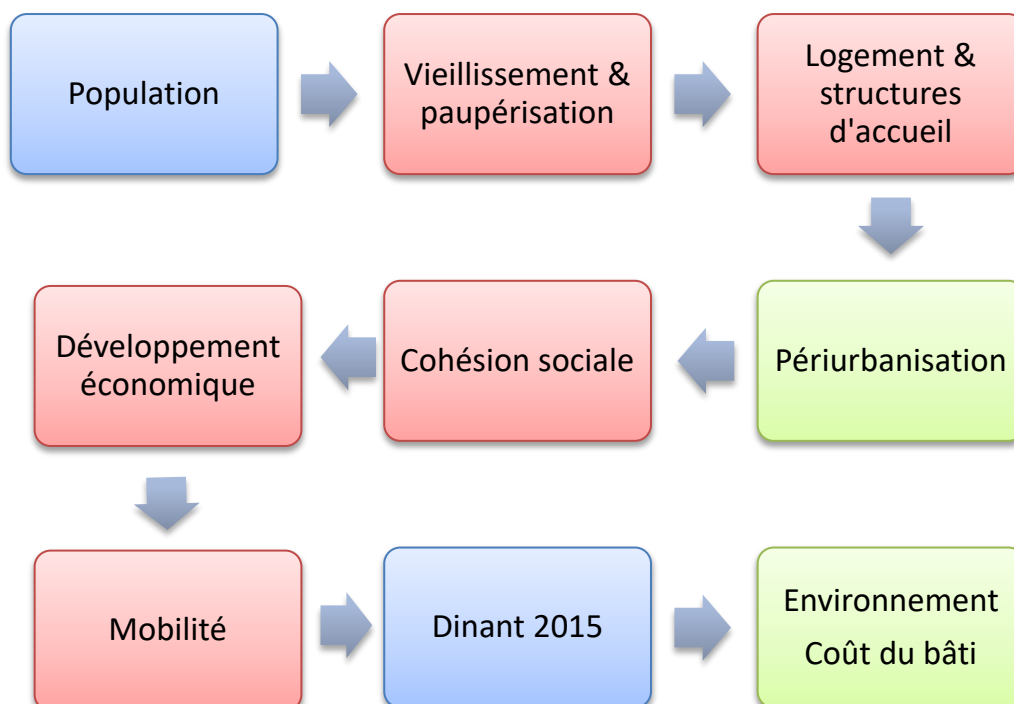 Population
Vieillissement &
paupérisation
Logement &
structures
d'accueil
Périurbanisation
Cohésion sociale
Développement
économique
Mobilité
Dinant 2015
Environnement
Coût du bâti